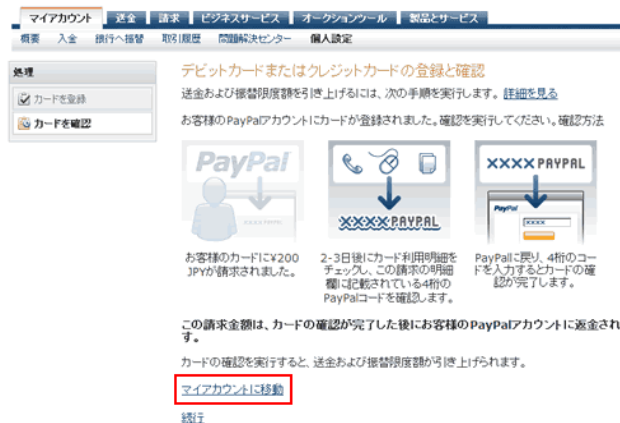 マイアカウント 送金 請求 ビジネスサービス オークションツール 製品とサービス
概要 入金 銀行へ振替 取引履歴 問題解決センター 個人設定
処理
カードを登録
カードを確認
デビットカードまたはクレジットカードの登録と確認
送金および振替限度額を引き上げるには、次の手順を実行します。 詳細を見る
お客様のPayPalアカウントにカードが登録されました。確認を実行してください。確認方法
PayPal
XXXX PAYPAL
お客様のカードに¥200
JPYが請求されました。
XXXX PAYPAL
2-3日後にカード利用明細を
チェックし、この請求の明細
欄に記載されている4桁の
PayPalコードを確認します。
XXXX PAYPAL
PayPal
XXXX
PayPalに戻り、4桁のコー
ドを入力するとカードの確
認が完了します。
この請求金額は、カードの確認が完了した後にお客様のPayPalアカウントに返金され
す。
カードの確認を実行すると、送金および振替限度額が引き上げられます。
マイアカウントに移動
続行